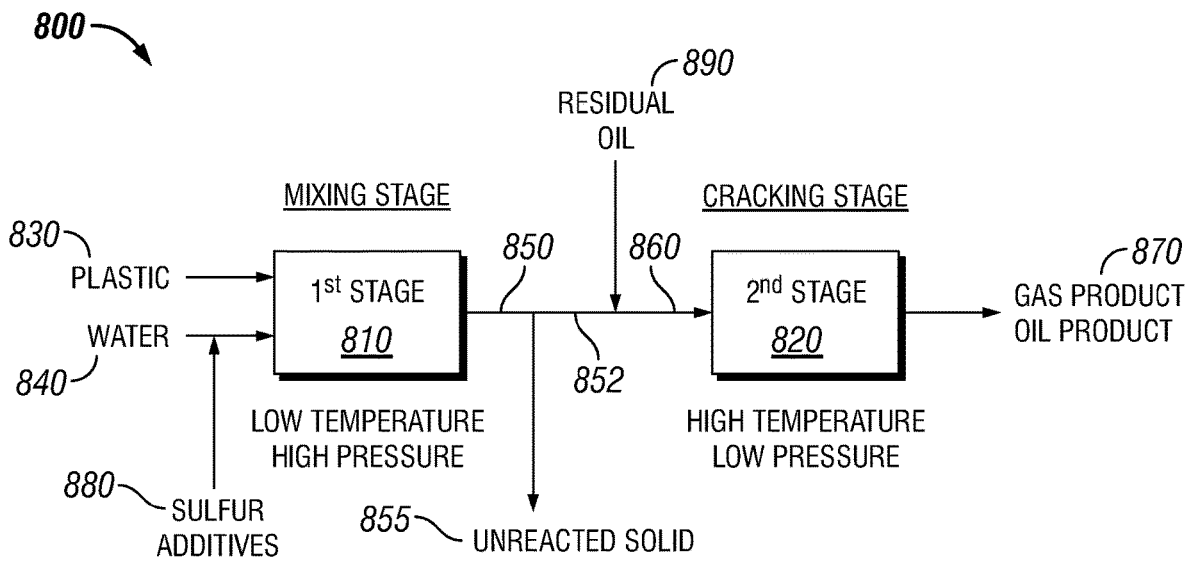 800
890
RESIDUAL
OIL
MIXING STAGE
CRACKING STAGE
830
PLASTIC
850
860
870
1st STAGE
810
2nd STAGE
820
GAS PRODUCT
OIL PRODUCT
WATER
840
852
LOW TEMPERATURE
HIGH PRESSURE
HIGH TEMPERATURE
LOW PRESSURE
880
SULFUR
ADDITIVES
855
UNREACTED SOLID